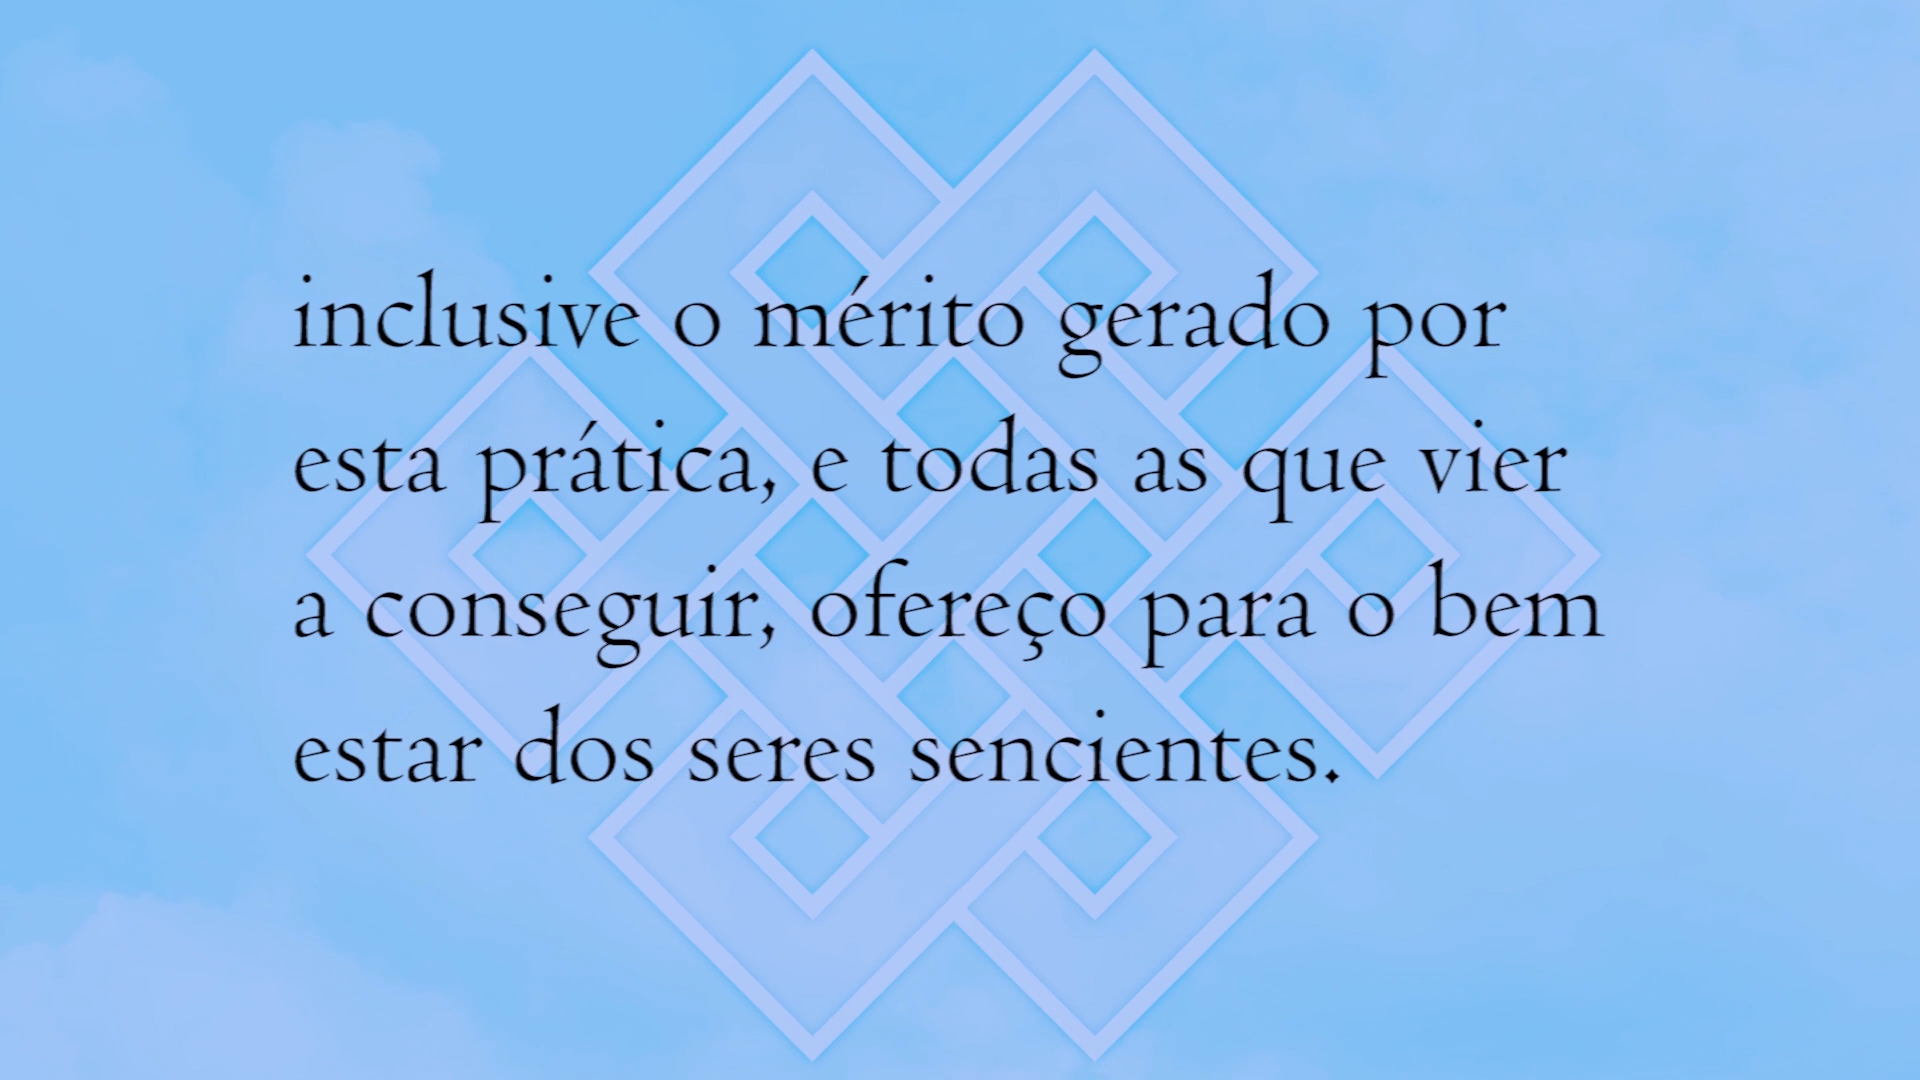 inclusive o mérito gerado por
esta prática, e todas as que vier
a conseguir, ofereço para o bem
estar dos seres sencientes.